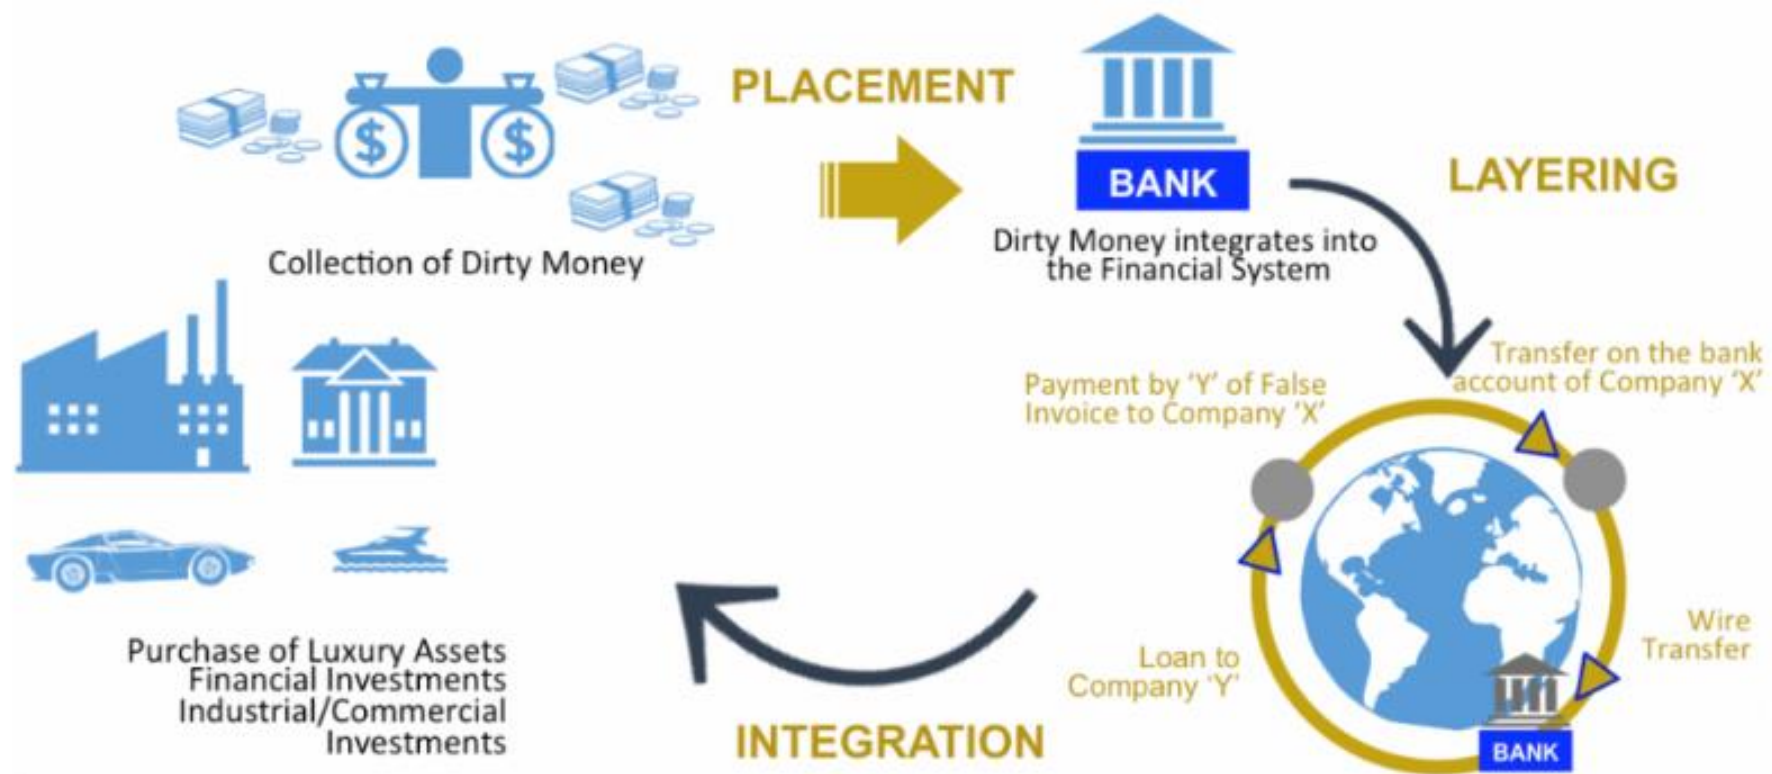 PLACEMENT
BANK
LAYERING
Dirty Money integrates into
the Financial System
Collection of Dirty Money
$
$
Transfer on the bank
account of Company ‘X’
Payment by ‘Y’ of False
Invoice to Company ‘X’
Wire
Transfer
Loan to
Company ‘Y’
BANK
Purchase of Luxury Assets
Financial Investments
Industrial/Commercial
Investments
INTEGRATION